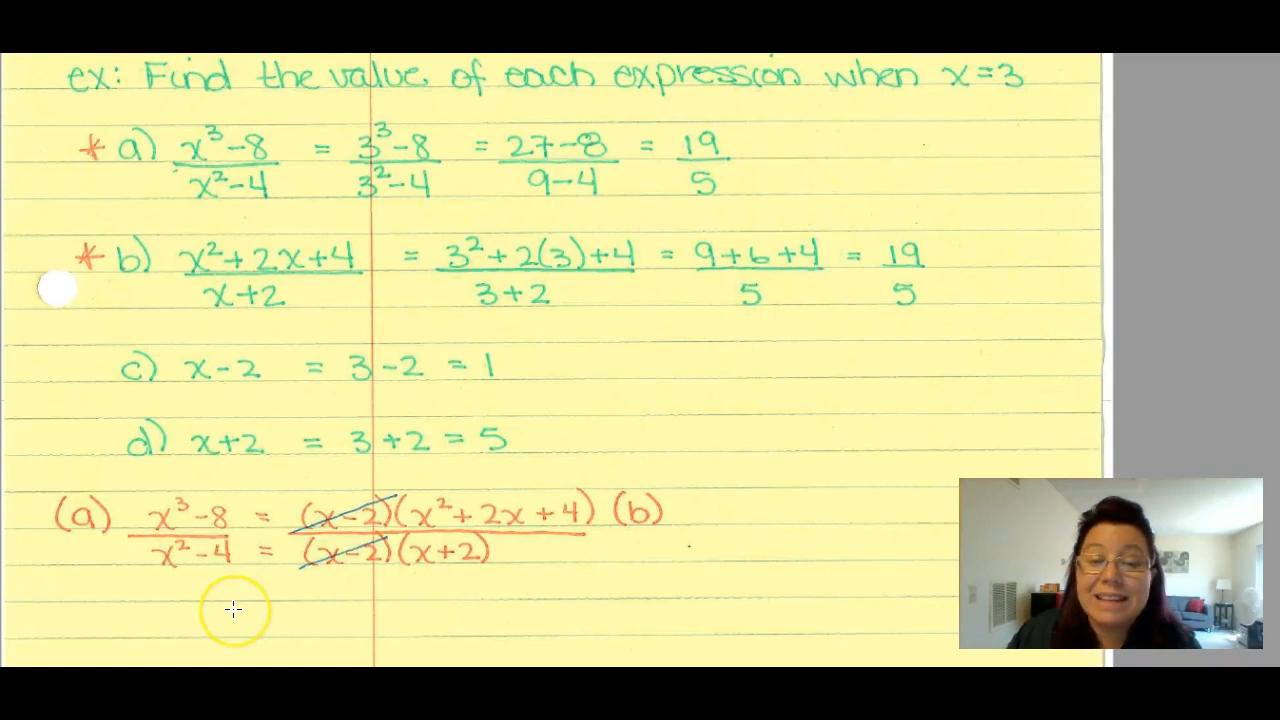 ex: Find the value of each expression when x=3
* a) x³-8 / x²-4 = 3³-8 / 3²-4 = 27-8 / 9-4 = 19 / 5
* b) x²+2x+4 / x+2 = 3²+2(3)+4 / 3+2 = 9+6+4 / 5 = 19 / 5
c) x-2 = 3-2 = 1
d) x+2 = 3+2 = 5
(a) x³-8 = (x-2)(x²+2x+4) (b)
x²-4 = (x-2)(x+2)